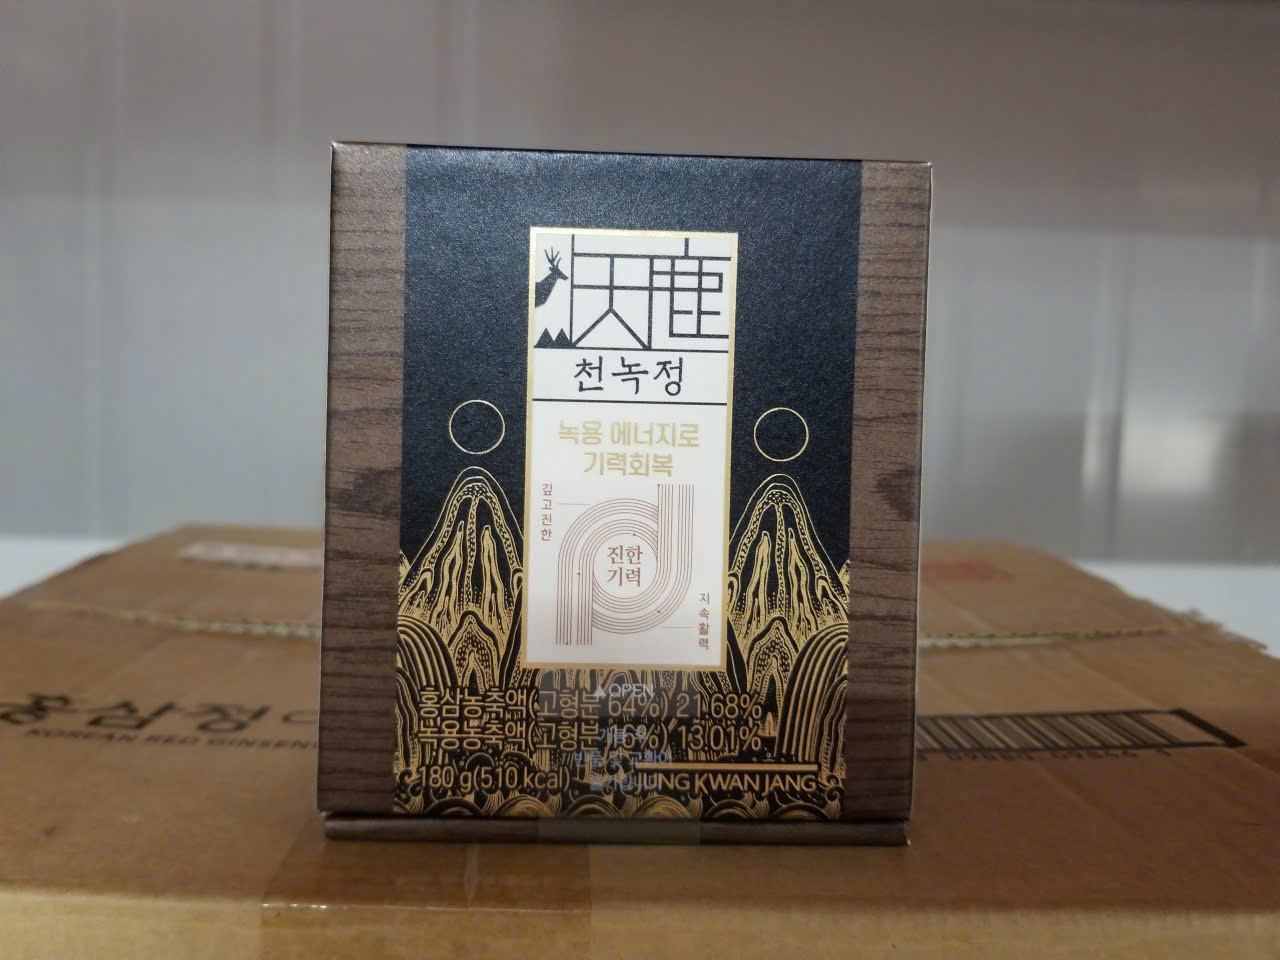 天鹿
천녹정
녹용 에너지로
기력회복
깊고진한
진한
기력
지속활력
▲OPEN
홍삼농축액(고형분 64%) 21.68%
녹용농축액(고형분 16%) 13.01%
180 g(510 kcal)
JUNG KWAN JANG
홍삼정
KOREAN RED GINSENG